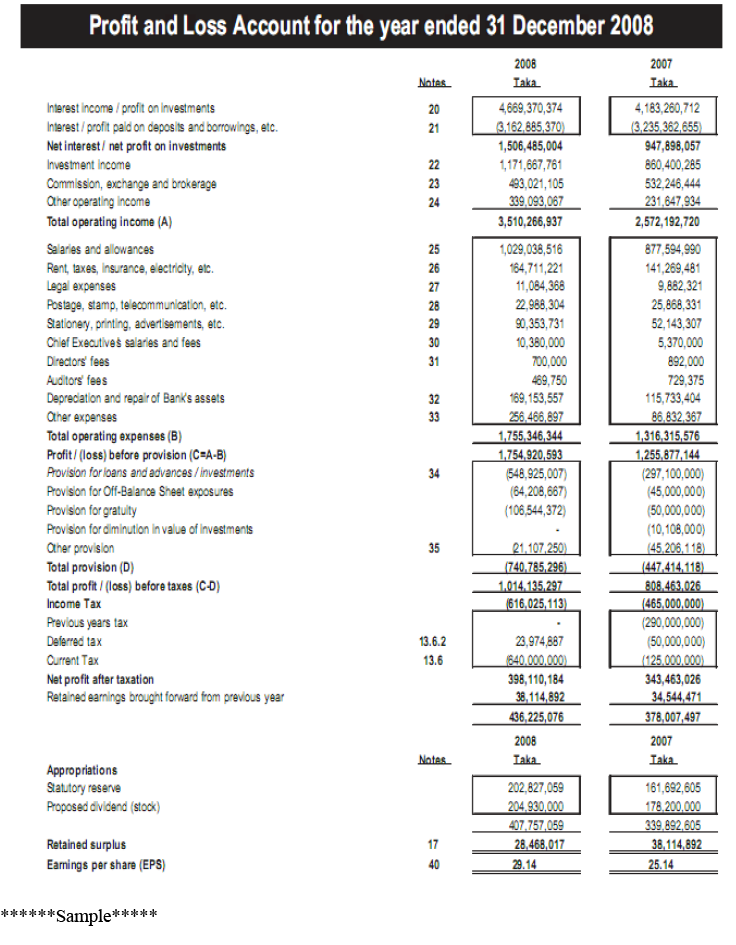 Profit and Loss Account for the year ended 31 December 2008
2008 2007
Notes Taka Taka
Interest income / profit on investments 20 4,669,370,374 4,183,260,712
Interest / profit paid on deposits and borrowings, etc. 21 (3,162,885,370) (3,235,362,655)
Net interest / net profit on investments 1,506,485,004 947,898,057
Investment income 22 1,171,667,761 860,400,285
Commission, exchange and brokerage 23 493,021,105 532,246,444
Other operating income 24 339,093,067 231,647,934
Total operating income (A) 3,510,266,937 2,572,192,720
Salaries and allowances 25 1,029,038,516 877,594,990
Rent, taxes, insurance, electricity, etc. 26 164,711,221 141,269,481
Legal expenses 27 11,084,368 9,882,321
Postage, stamp, telecommunication, etc. 28 22,988,304 25,868,331
Stationery, printing, advertisements, etc. 29 90,353,731 52,143,307
Chief Executive's salaries and fees 30 10,380,000 5,370,000
Directors' fees 31 700,000 892,000
Auditors' fees 469,750 729,375
Depreciation and repair of Bank's assets 32 169,153,557 115,733,404
Other expenses 33 256,466,897 86,832,367
Total operating expenses (B) 1,755,346,344 1,316,315,576
Profit / (loss) before provision (C=A-B) 1,754,920,593 1,255,877,144
Provision for loans and advances / investments 34 (548,925,007) (297,100,000)
Provision for Off-Balance Sheet exposures (64,208,667) (45,000,000)
Provision for gratuity (106,544,372) (50,000,000)
Provision for diminution in value of investments - (10,108,000)
Other provision 35 (21,107,250) (45,206,118)
Total provision (D) (740,785,296) (447,414,118)
Total profit / (loss) before taxes (C-D) 1,014,135,297 808,463,026
Income Tax (616,025,113) (465,000,000)
Previous years tax - (290,000,000)
Deferred tax 13.6.2 23,974,887 (50,000,000)
Current Tax 13.6 (640,000,000) (125,000,000)
Net profit after taxation 398,110,184 343,463,026
Retained earnings brought forward from previous year 38,114,892 34,544,471
436,225,076 378,007,497
2008 2007
Notes Taka Taka
Appropriations
Statutory reserve 202,827,059 161,692,605
Proposed dividend (stock) 204,930,000 178,200,000
407,757,059 339,892,605
Retained surplus 17 28,468,017 38,114,892
Earnings per share (EPS) 40 29.14 25.14
******Sample*****